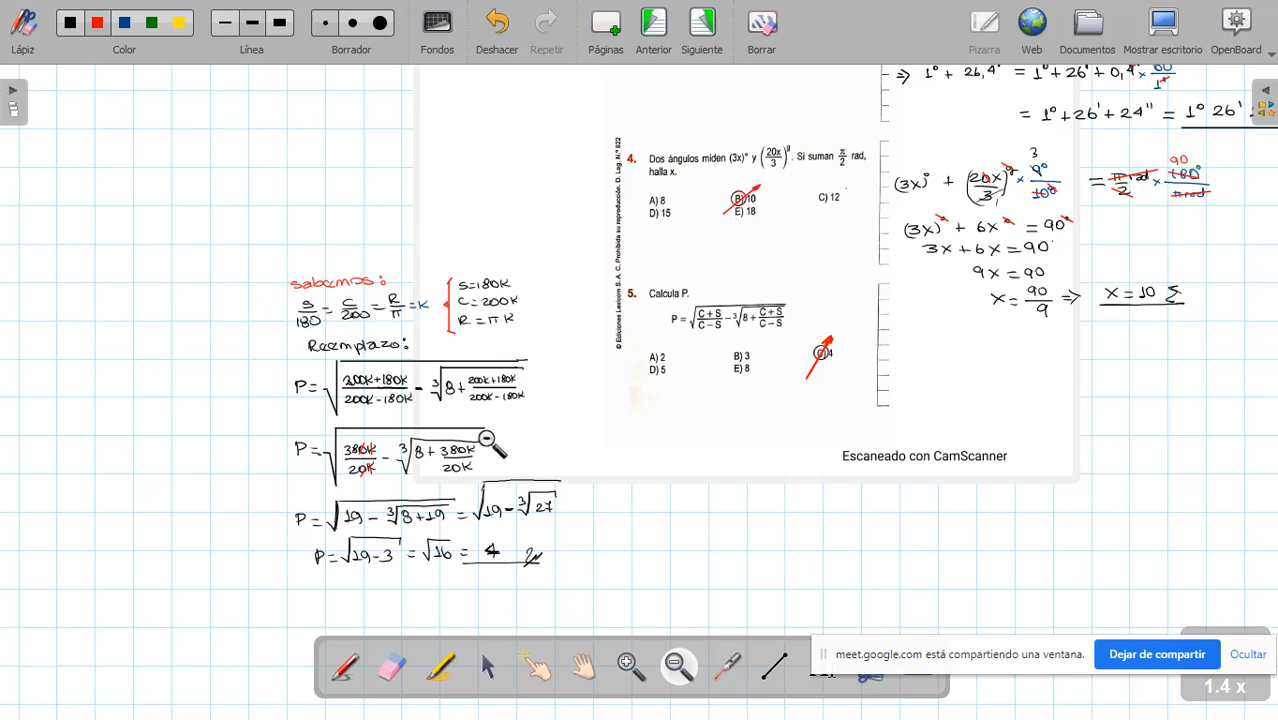 Lápiz
Color
Línea
Borrador
Fondos
Deshacer
Repetir
Páginas
Anterior
Siguiente
Borrar
Pizarra
Web
Documentos
Mostrar escritorio
OpenBoard
⇒ 1° + 26,4' = 1° + 26' + 0,4' × 60''/1'
= 1° + 26' + 24'' = 1° 26'
© Ediciones Lexicom S. A. C. Prohibida su reproducción. D. Lag. N.º 822
4. Dos ángulos miden (3x)° y (20x/3)^g. Si suman π/2 rad,
halla x.
A) 8
B) 10
C) 12
D) 15
E) 18
(3x)° + (20x/3)^g × 9°/10^g = π rad/2 × 180°/π rad
3
90
(3x)° + 6x° = 90°
3x + 6x = 90
9x = 90
x = 90/9 ⇒ x = 10
5. Calcula P.
P = √(C+S/C−S − ∛(8 + C+S/C−S))
A) 2
B) 3
C) 4
D) 5
E) 8
Sabemos:
S/180 = C/200 = R/π = K
S = 180K
C = 200K
R = πK
Reemplazo:
P = √(200K+180K/200K−180K − ∛(8 + 200K+180K/200K−180K))
P = √(380K/20K − ∛(8 + 380K/20K))
P = √(19 − ∛(8+19)) = √(19 − ∛27)
P = √(19−3) = √16 = 4
Escaneado con CamScanner
meet.google.com está compartiendo una ventana.
Dejar de compartir
Ocultar
1.4 x